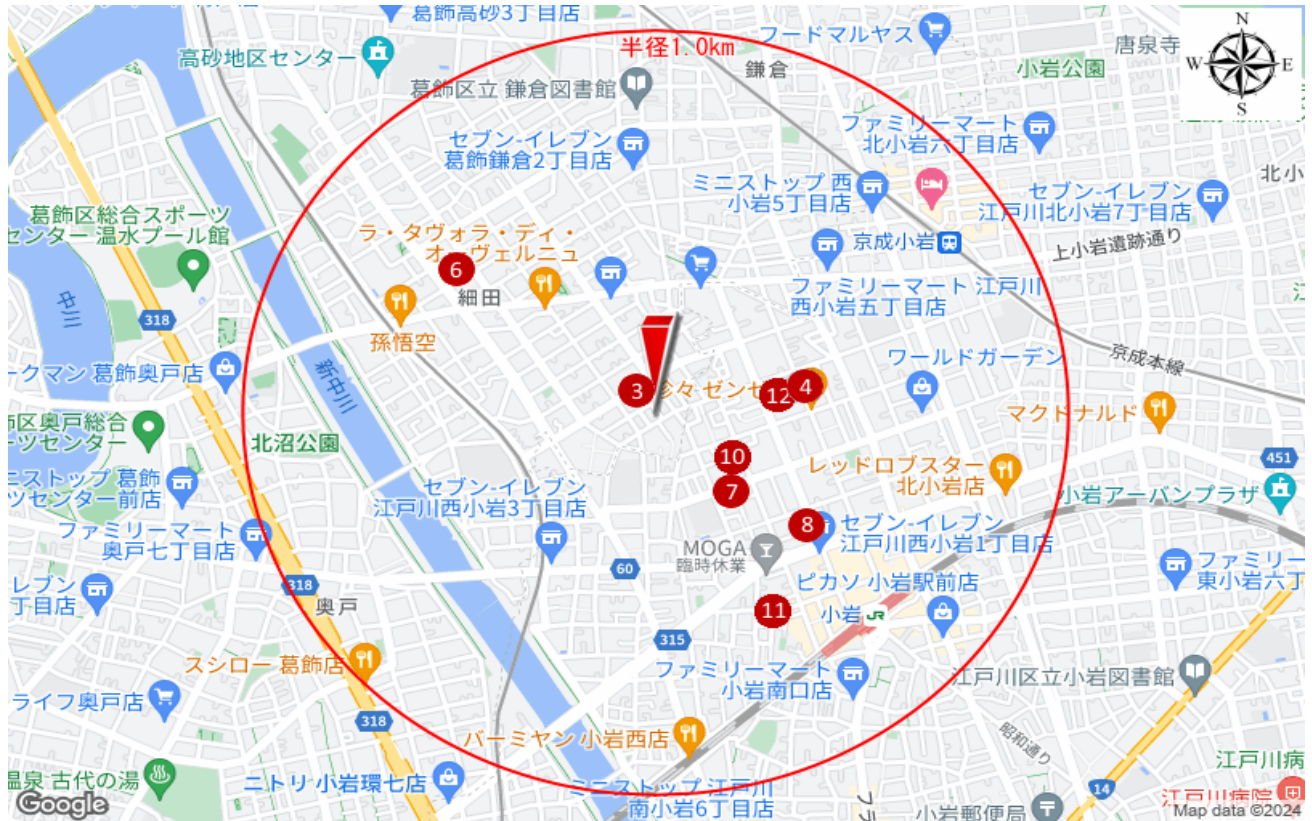 葛飾高砂3丁目店
半径1.0km
高砂地区センター
葛飾区立 鎌倉図書館
鎌倉
フードマルヤス
唐泉寺
小岩公園
N
W
E
S
セブン-イレブン
葛飾鎌倉2丁目店
ファミリーマート
北小岩六丁目店
ミニストップ 西
小岩5丁目店
北小
セブン-イレブン
江戸川北小岩7丁目店
葛飾区総合スポーツ
センター 温水プール館
ラ・タヴォラ・ディ・
オーヴェルニュ
京成小岩
上小岩遺跡通り
6
細田
ファミリーマート 江戸川
西小岩五丁目店
中川
318
孫悟空
新中川
ークマン 葛飾奥戸店
ワールドガーデン
京成本線
3
12
4
マクドナルド
飾区奥戸総合
ーツセンター
北沼公園
10
レッドロブスター
北小岩店
451
ニストップ 葛飾
ツセンター前店
セブン-イレブン
江戸川西小岩3丁目店
7
小岩アーバンプラザ
ファミリーマート
奥戸七丁目店
8
セブン-イレブン
江戸川西小岩1丁目店
MOGA
臨時休業
レブン
丁目店
318
60
ファミリー
東小岩六丁
奥戸
ピカソ 小岩駅前店
11
小岩
JR
315
スシロー 葛飾店
ファミリーマート
小岩南口店
江戸川区立小岩図書館
ライフ奥戸店
318
バーミヤン 小岩西店
昭和通り
温泉 古代の湯
ニトリ 小岩環七店
ミニストップ 江戸川
南小岩6丁目店
江戸川病
14
江戸川病院
小岩郵便局
Google
Map data ©2024